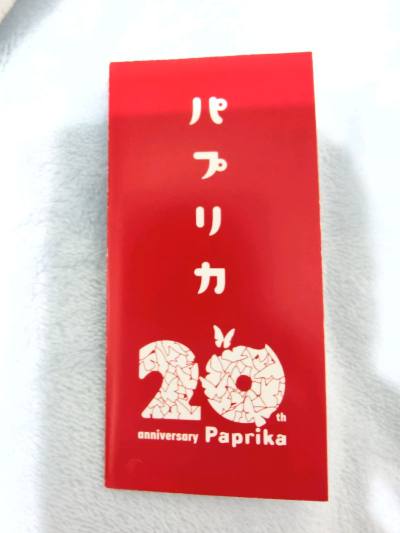 パプリカ
20th
anniversary Paprika